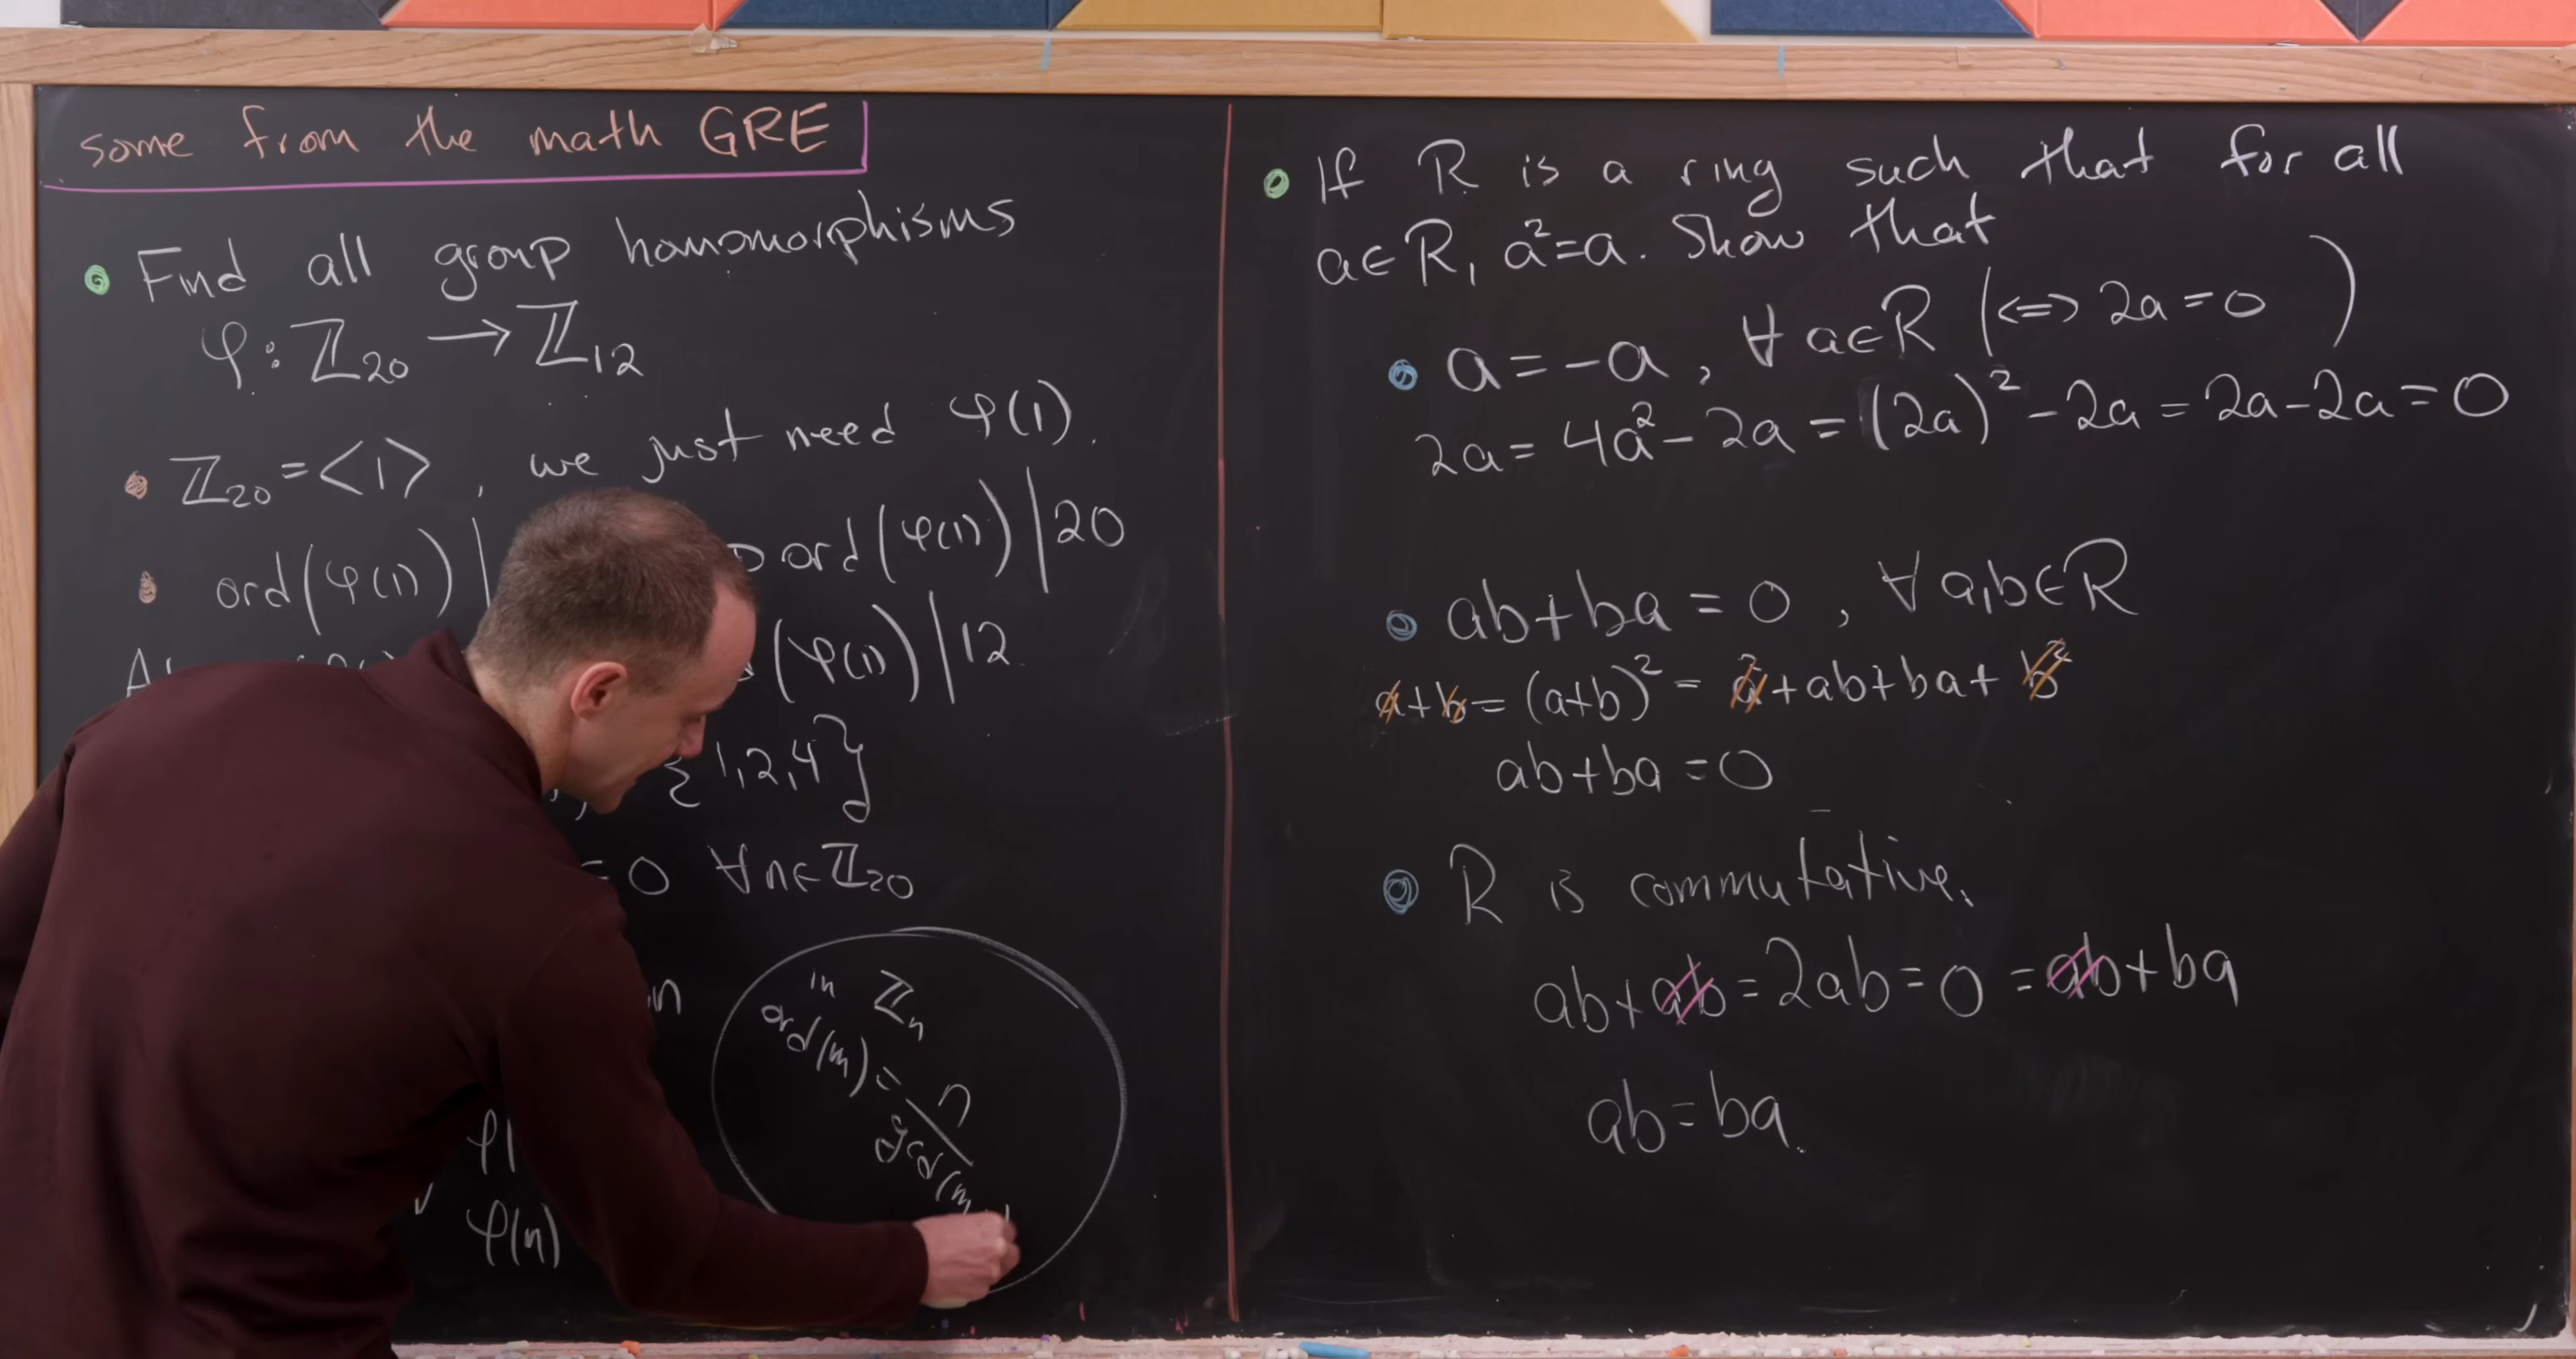 some from the math GRE
Find all group homomorphisms
φ: ℤ₂₀ → ℤ₁₂
ℤ₂₀ = <1>, we just need φ(1).
ord(φ(1)) | ord(φ(1)) | 20
(φ(1)) | 12
{1,2,4}
= 0 ∀n∈ℤ₂₀
n
φ(
✓ φ(n)
in ℤₙ
ord(m) = n / gcd(m
If R is a ring such that for all
a∈R, a²=a. Show that
a = -a, ∀ a∈R (⟺ 2a = 0)
2a = 4a² - 2a = (2a)² - 2a = 2a - 2a = 0
ab + ba = 0, ∀ a,b∈R
a + b = (a+b)² = a² + ab + ba + b²
ab + ba = 0
R is commutative.
ab + ab = 2ab = 0 = ab + ba
ab = ba.